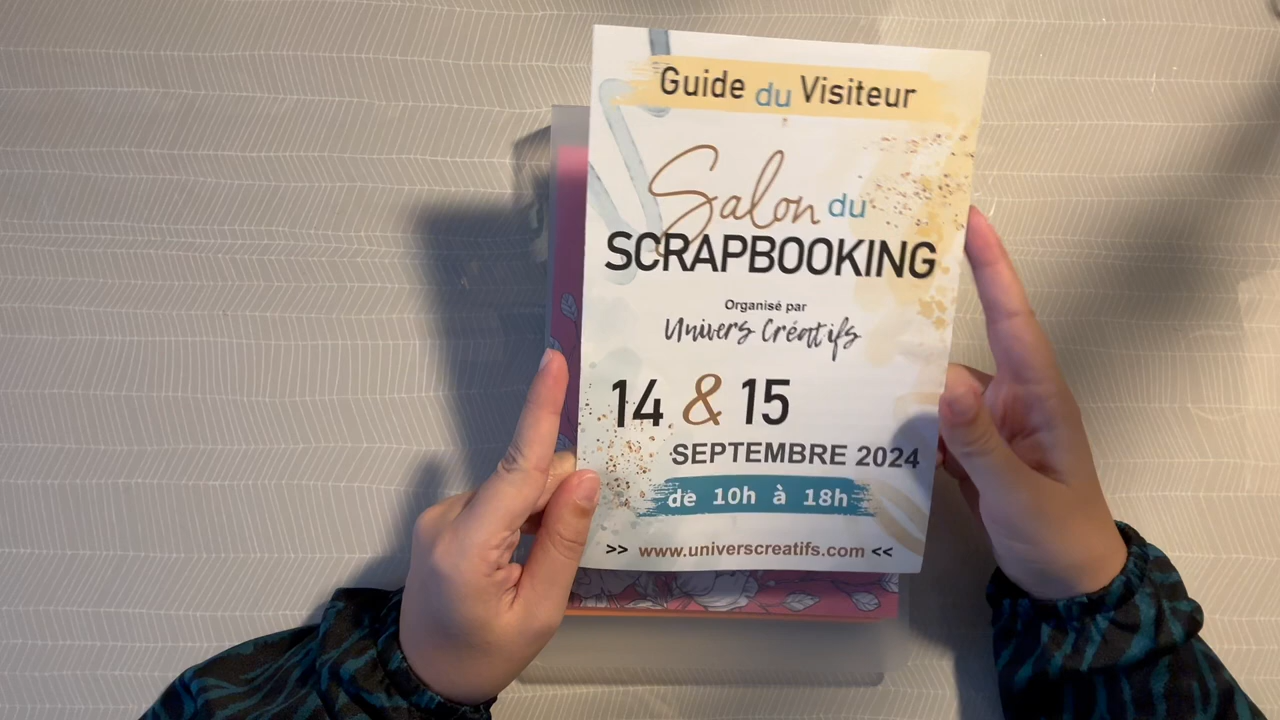 Guide du Visiteur
Salon du
SCRAPBOOKING
Organisé par
Univers Créatifs
14 & 15
SEPTEMBRE 2024
de 10h à 18h
>> www.universcreatifs.com <<